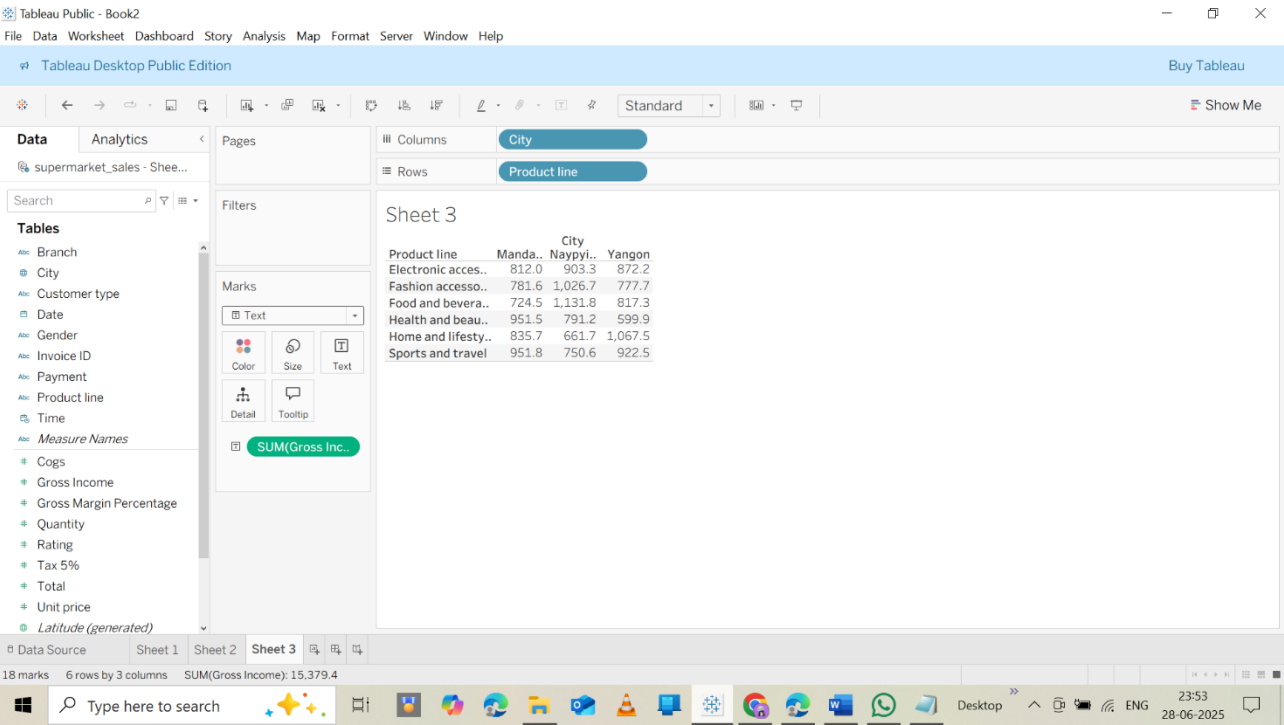 Tableau Public - Book2
File Data Worksheet Dashboard Story Analysis Map Format Server Window Help
Tableau Desktop Public Edition Buy Tableau
Standard Show Me
Data Analytics
supermarket_sales - Shee...
Search
Tables
Abc Branch
City
Abc Customer type
Date
Abc Gender
Abc Invoice ID
Abc Payment
Abc Product line
Time
Abc Measure Names
Cogs
Gross Income
Gross Margin Percentage
Quantity
Rating
Tax 5%
Total
Unit price
Latitude (generated)
Pages
Filters
Marks
Text
Color Size Text
Detail Tooltip
SUM(Gross Inc..
Columns City
Rows Product line
Sheet 3
City
Product line Manda.. Naypyi.. Yangon
Electronic acces.. 812.0 903.3 872.2
Fashion accesso.. 781.6 1,026.7 777.7
Food and bevera.. 724.5 1,131.8 817.3
Health and beau.. 951.5 791.2 599.9
Home and lifesty.. 835.7 661.7 1,067.5
Sports and travel 951.8 750.6 922.5
Data Source Sheet 1 Sheet 2 Sheet 3
18 marks 6 rows by 3 columns SUM(Gross Income): 15,379.4
Type here to search Desktop ENG 23:53
28-06-2025